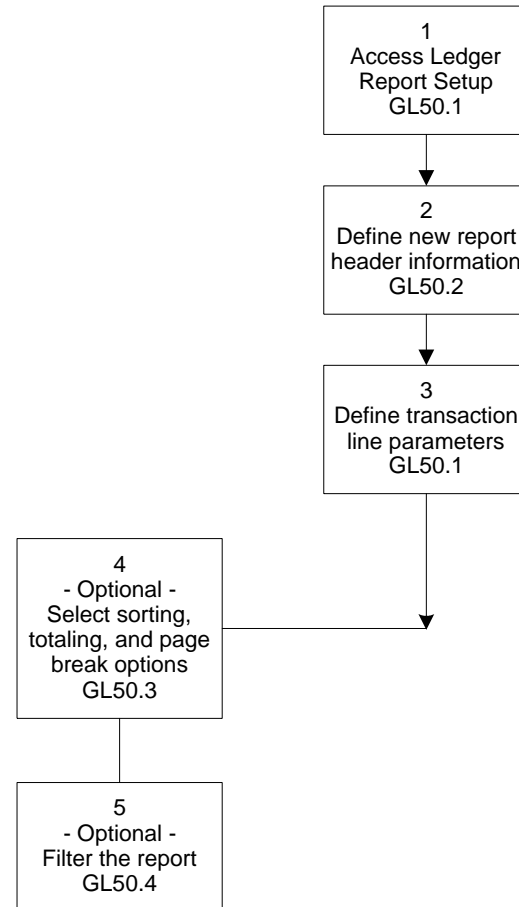 1
Access Ledger
Report Setup
GL50.1
2
Define new report
header information
GL50.2
3
Define transaction
line parameters
GL50.1
4
- Optional -
Select sorting,
totaling, and page
break options
GL50.3
5
- Optional -
Filter the report
GL50.4